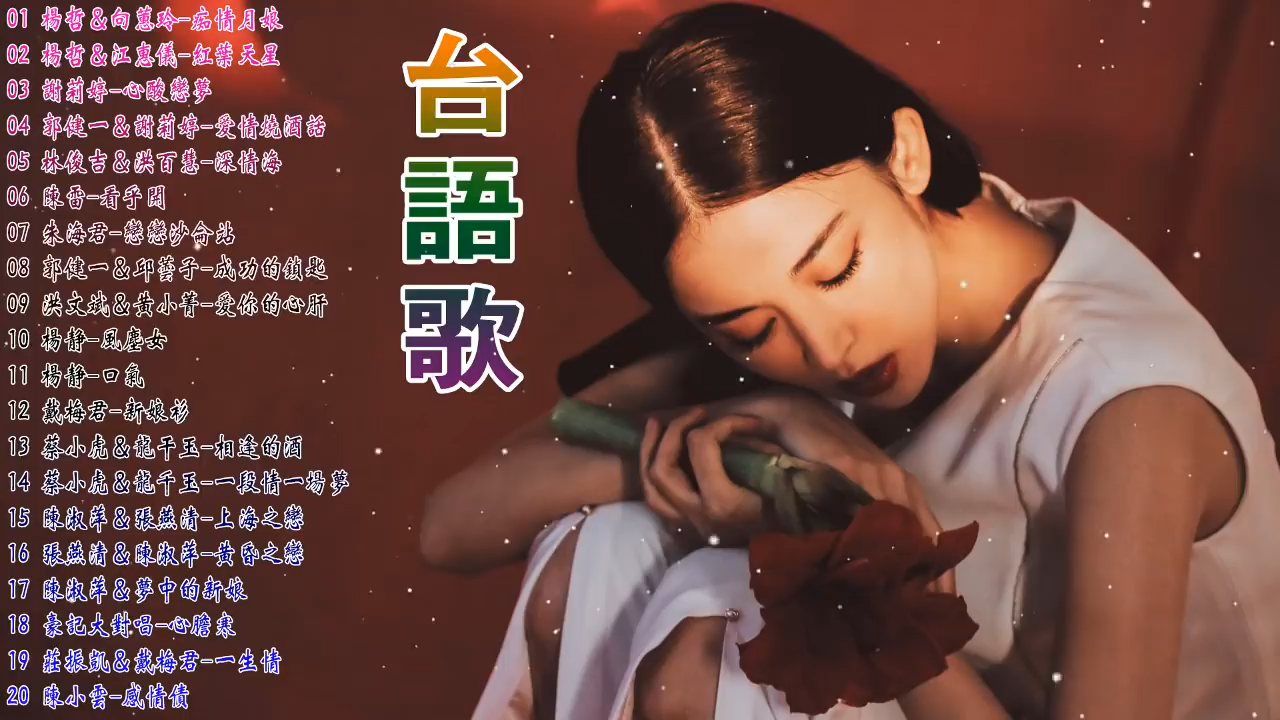 01 楊哲&向蕙玲-痴情月娘
02 楊哲&江惠儀-紅葉天星
03 謝莉婷-心酸戀夢
04 郭健一&謝莉婷-愛情燒酒話
05 林俊吉&洪百慧-深情海
06 陳雷-看乎開
07 朱海君-戀戀沙侖站
08 郭健一&邱芸子-成功的鎖匙
09 洪文斌&黃小菁-愛你的心肝
10 楊靜-風塵女
11 楊靜-口氣
12 戴梅君-新娘衫
13 蔡小虎&龍千玉-相逢的酒
14 蔡小虎&龍千玉-一段情一場夢
15 陳淑萍&張燕清-上海之戀
16 張燕清&陳淑萍-黃昏之戀
17 陳淑萍&夢中的新娘
18 豪記大對唱-心膽寒
19 莊振凱&戴梅君-一生情
20 陳小雲-感情債
台
語
歌